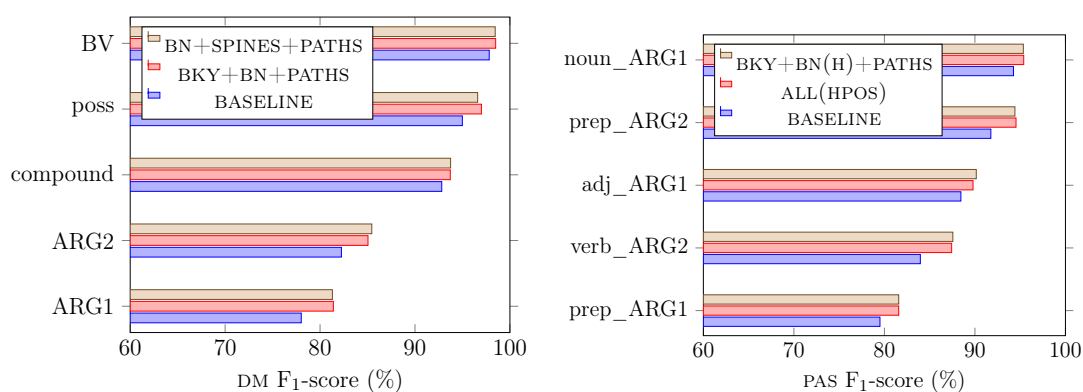 BV
poss
compound
ARG2
ARG1
BN+SPINES+PATHS
BKY+BN+PATHS
BASELINE
60 70 80 90 100
DM F1-score (%)
noun_ARG1
prep_ARG2
adj_ARG1
verb_ARG2
prep_ARG1
BKY+BN(H)+PATHS
ALL(HPOS)
BASELINE
60 70 80 90 100
PAS F1-score (%)